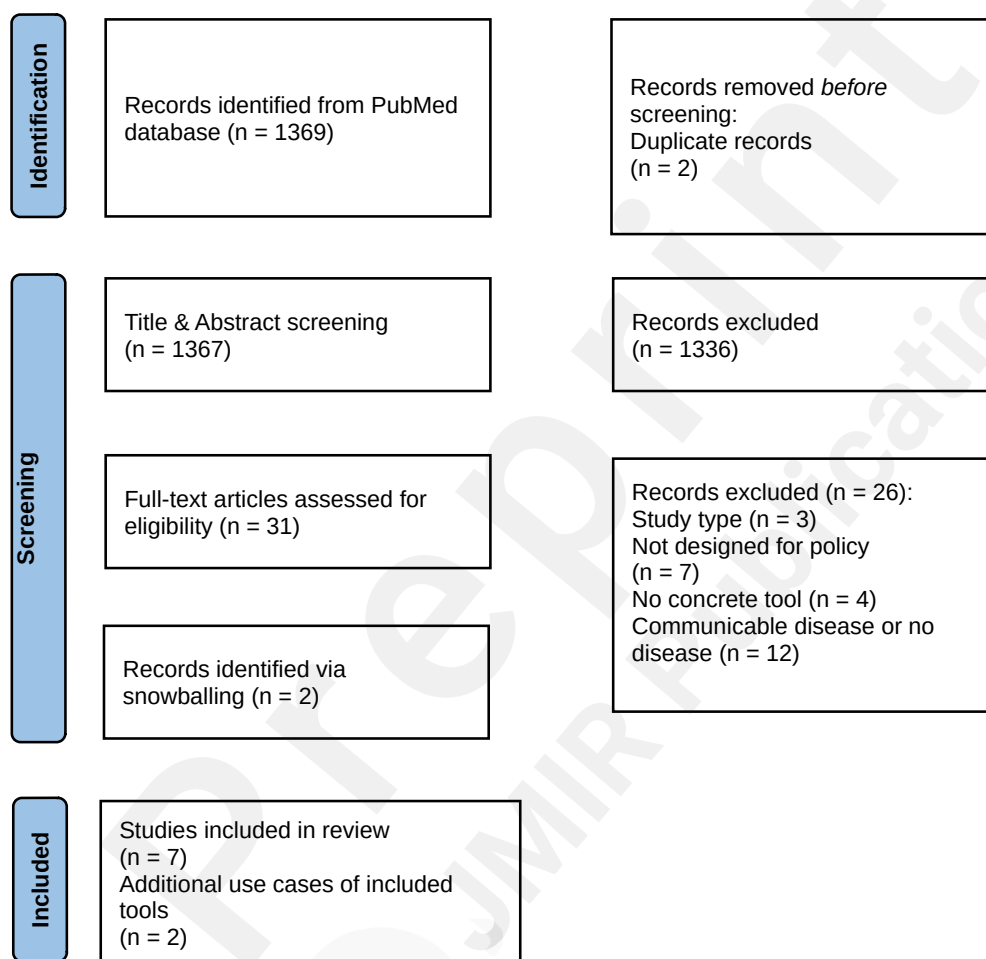 Identification
Records identified from PubMed
database (n = 1369)
Records removed before
screening:
Duplicate records
(n = 2)
Screening
Title & Abstract screening
(n = 1367)
Records excluded
(n = 1336)
Full-text articles assessed for
eligibility (n = 31)
Records excluded (n = 26):
Study type (n = 3)
Not designed for policy
(n = 7)
No concrete tool (n = 4)
Communicable disease or no
disease (n = 12)
Records identified via
snowballing (n = 2)
Included
Studies included in review
(n = 7)
Additional use cases of included
tools
(n = 2)
Preprint
JMIR Publicatio